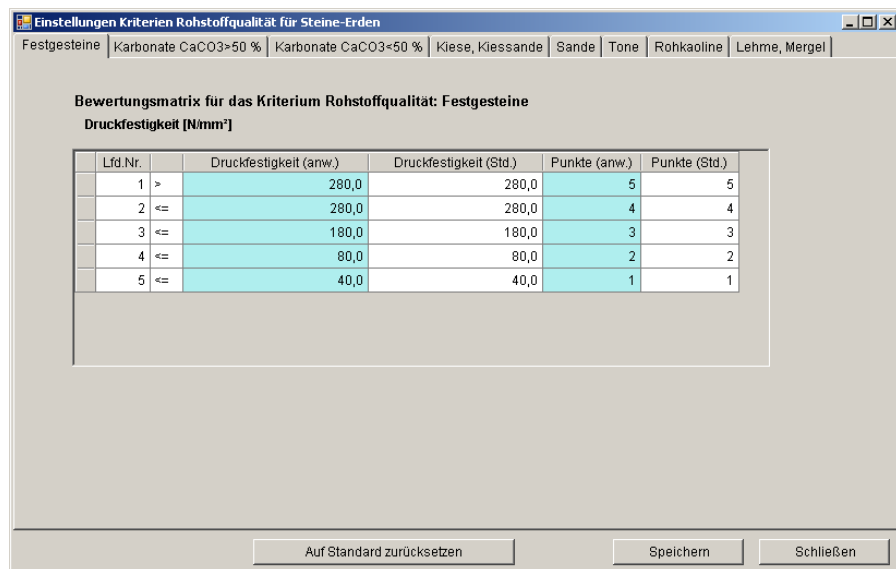 Einstellungen Kriterien Rohstoffqualität für Steine-Erden
Festgesteine Karbonate CaCO3>50 % Karbonate CaCO3<50 % Kiese, Kiessande Sande Tone Rohkaoline Lehme, Mergel
Bewertungsmatrix für das Kriterium Rohstoffqualität: Festgesteine
Druckfestigkeit [N/mm²]
Lfd.Nr. Druckfestigkeit (anw.) Druckfestigkeit (Std.) Punkte (anw.) Punkte (Std.)
1 > 280,0 280,0 5 5
2 <= 280,0 280,0 4 4
3 <= 180,0 180,0 3 3
4 <= 80,0 80,0 2 2
5 <= 40,0 40,0 1 1
Auf Standard zurücksetzen Speichern Schließen